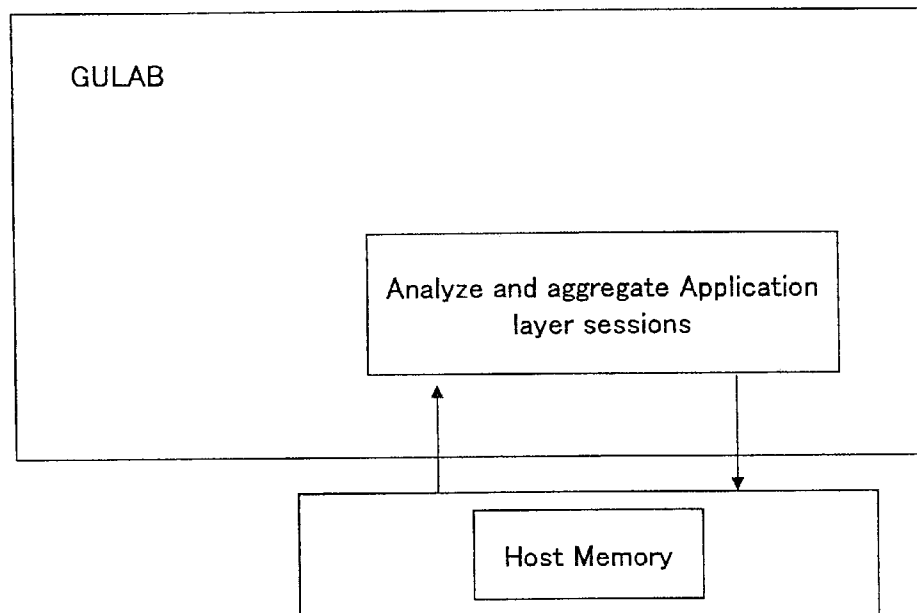 GULAB
Analyze and aggregate Application
layer sessions
Host Memory